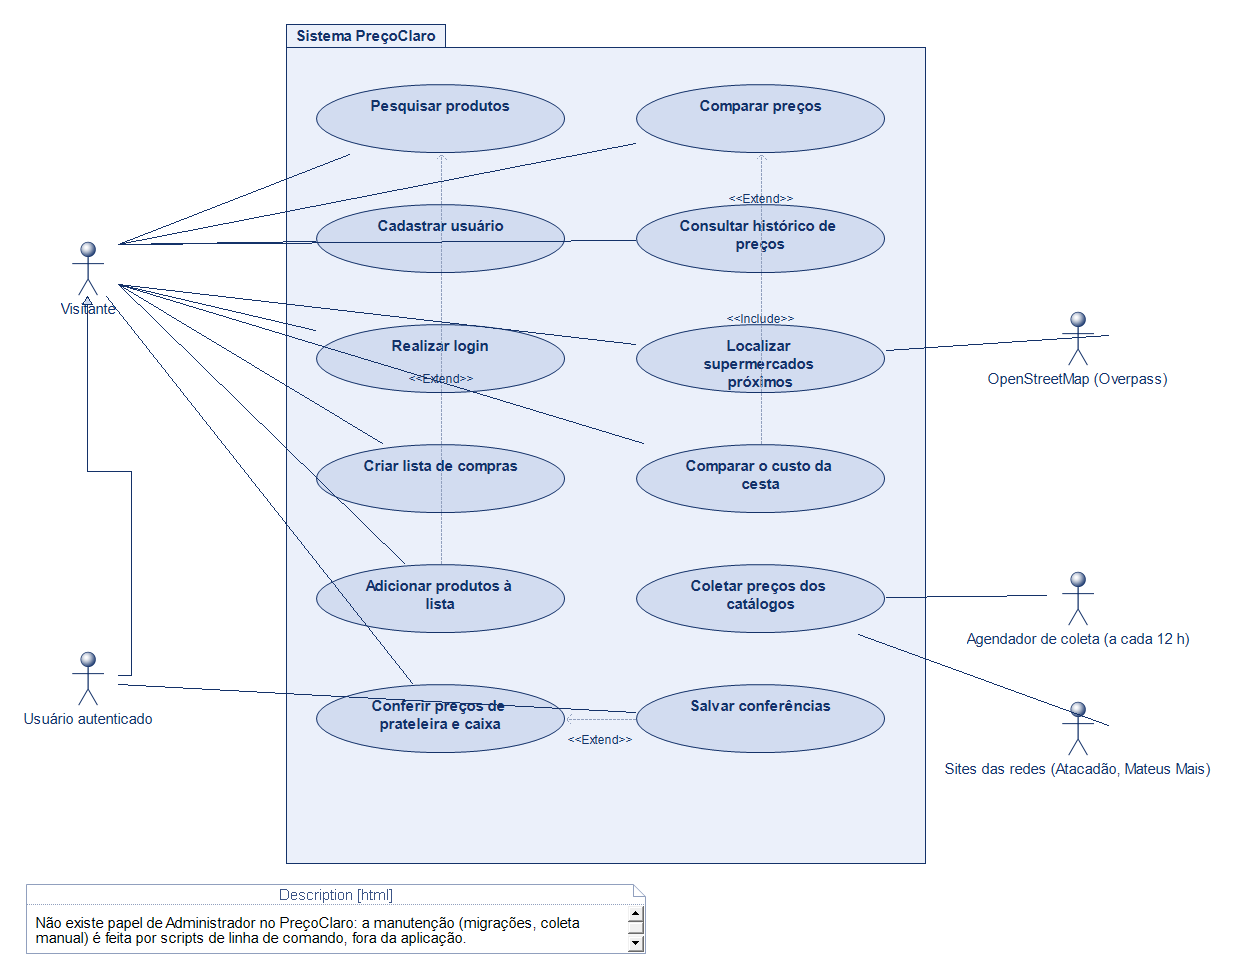 Sistema PreçoClaro
Pesquisar produtos
Comparar preços
<<Extend>>
Cadastrar usuário
Consultar histórico de
preços
Visitante
<<Include>>
Realizar login
Localizar
supermercados
próximos
<<Extend>>
OpenStreetMap (Overpass)
Criar lista de compras
Comparar o custo da
cesta
Adicionar produtos à
lista
Coletar preços dos
catálogos
Agendador de coleta (a cada 12 h)
Usuário autenticado
Conferir preços de
prateleira e caixa
Salvar conferências
<<Extend>>
Sites das redes (Atacadão, Mateus Mais)
Description [html]
Não existe papel de Administrador no PreçoClaro: a manutenção (migrações, coleta
manual) é feita por scripts de linha de comando, fora da aplicação.